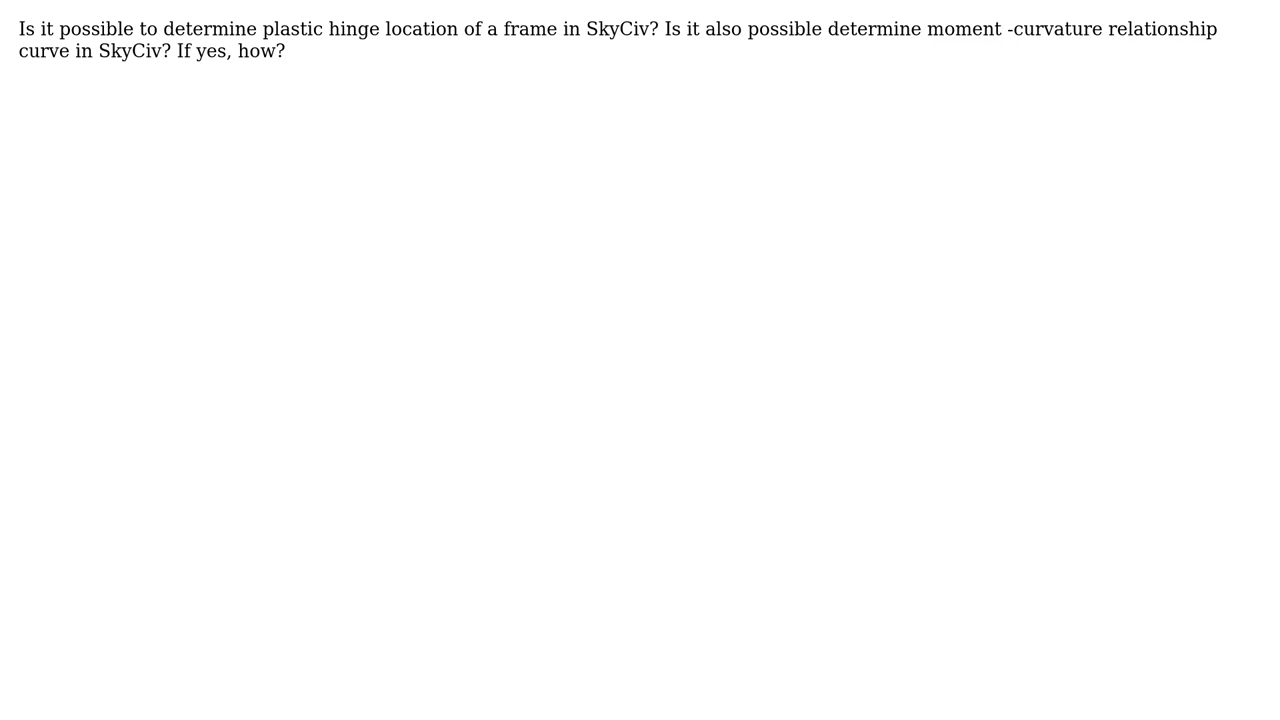 Is it possible to determine plastic hinge location of a frame in SkyCiv? Is it also possible determine moment -curvature relationship
curve in SkyCiv? If yes, how?